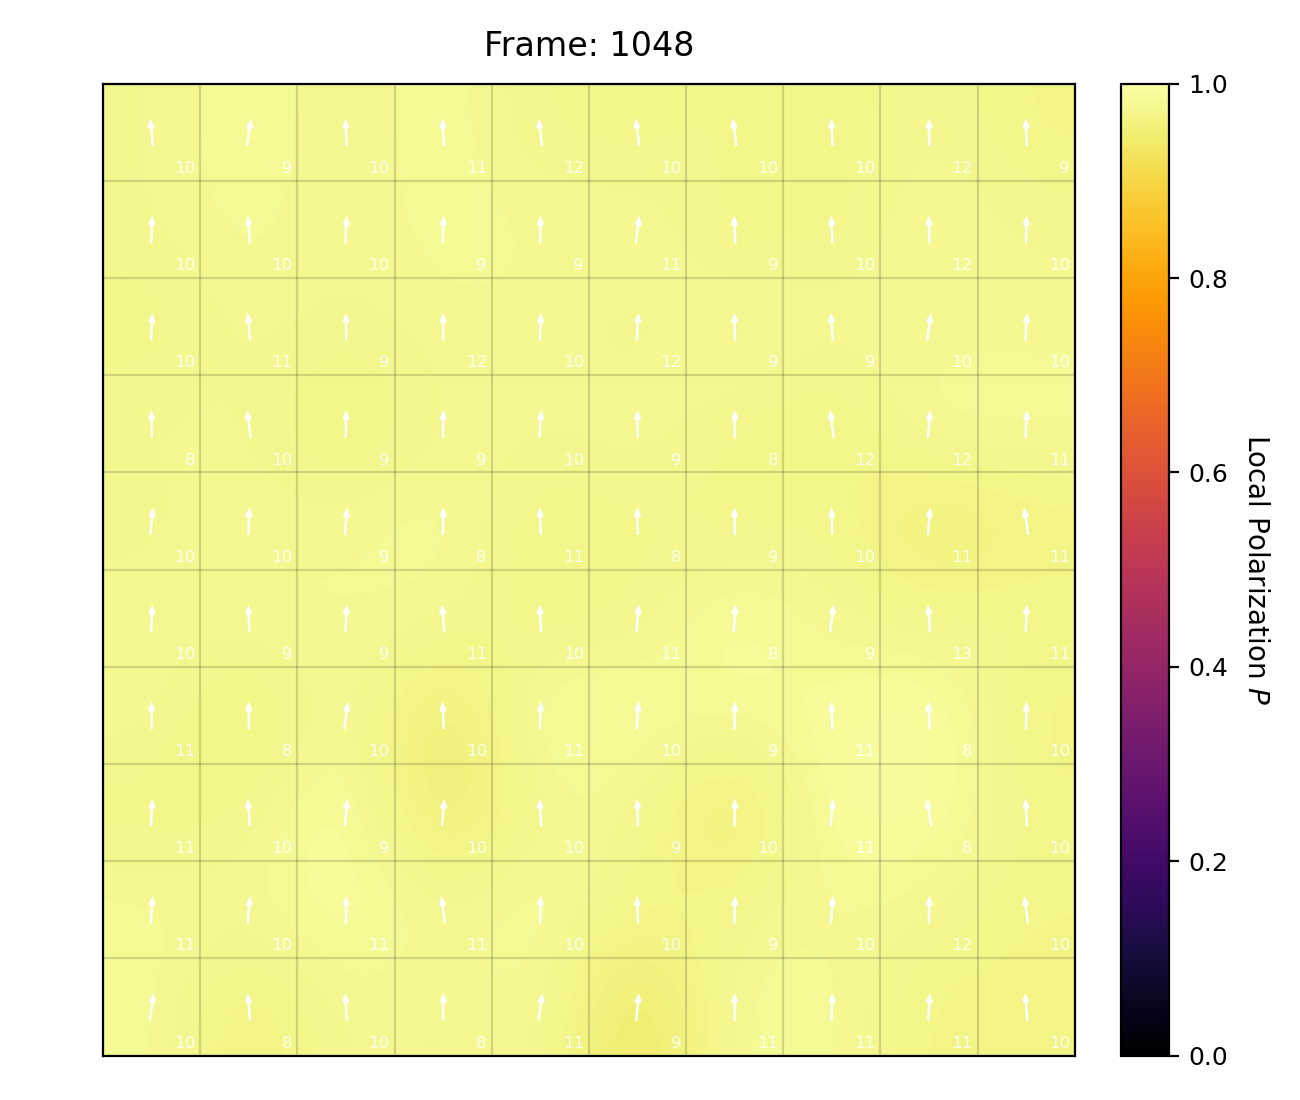 Frame: 1048
10 9 10 11 12 10 10 10 12 9
10 10 10 9 9 11 9 10 12 10
10 11 9 12 10 12 9 9 10 10
8 10 9 9 10 9 8 12 12 11
10 10 9 8 11 8 9 10 11 11
10 9 9 11 10 11 8 9 13 11
11 8 10 10 11 10 9 11 8 10
11 10 9 10 10 9 10 11 8 10
11 10 11 11 10 10 9 10 12 10
10 8 10 8 11 9 11 11 11 10
1.0
0.8
0.6
0.4
0.2
0.0
Local Polarization P